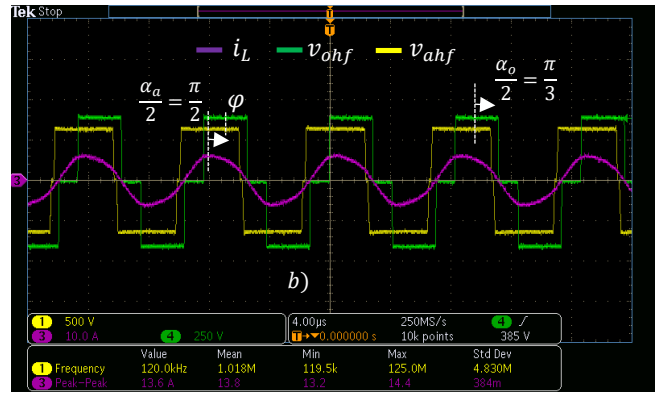 Tek Stop
T
T
i_L v_ohf v_ahf
α_a/2 = π/2 φ α_o/2 = π/3
3
b)
1 500 V 4.00µs 250MS/s 4 ʃ
3 10.0 A 4 250 V T→▼0.000000 s 10k points 385 V
Value Mean Min Max Std Dev
1 Frequency 120.0kHz 1.018M 119.5k 125.0M 4.830M
3 Peak-Peak 13.6 A 13.8 13.2 14.4 384m